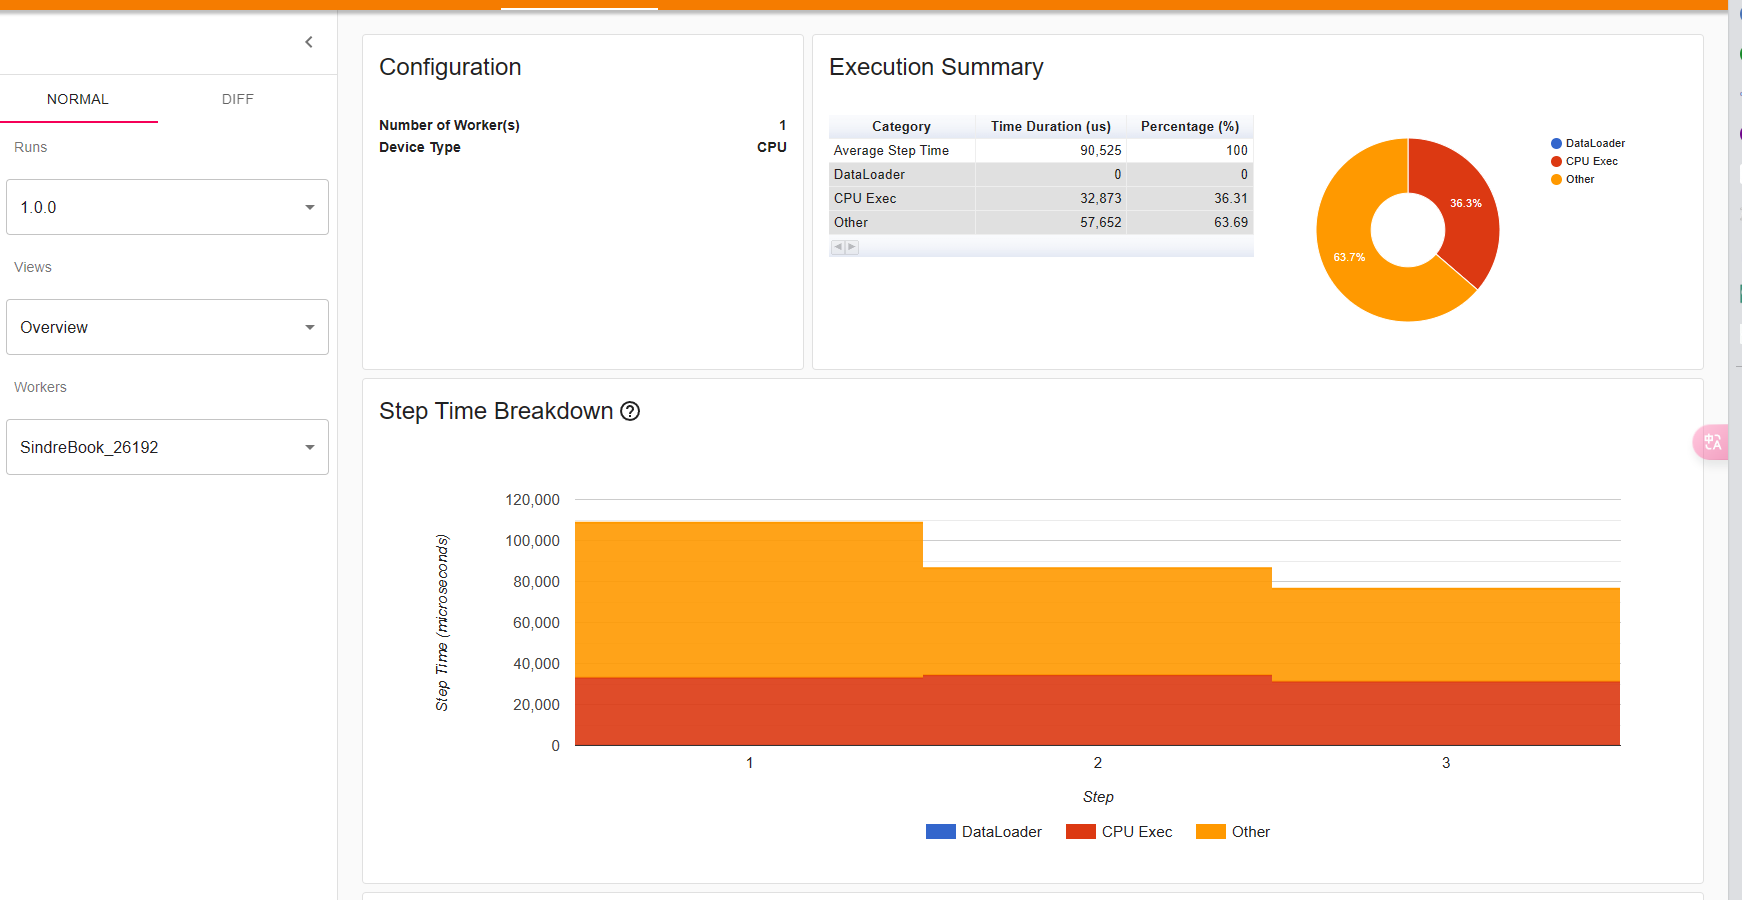 NORMAL
DIFF
Runs
1.0.0
Views
Overview
Workers
SindreBook_26192
Configuration
Number of Worker(s) 1
Device Type CPU
Execution Summary
Category Time Duration (us) Percentage (%)
Average Step Time 90,525 100
DataLoader 0 0
CPU Exec 32,873 36.31
Other 57,652 63.69
36.3%
63.7%
DataLoader
CPU Exec
Other
Step Time Breakdown ?
Step Time (microseconds)
120,000
100,000
80,000
60,000
40,000
20,000
0
1 2 3
Step
DataLoader CPU Exec Other
中A